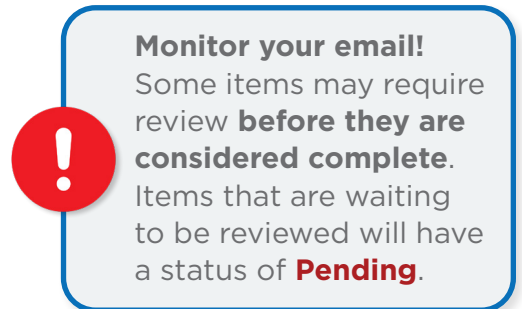 Monitor your email!
Some items may require
review before they are
considered complete.
Items that are waiting
to be reviewed will have
a status of Pending.